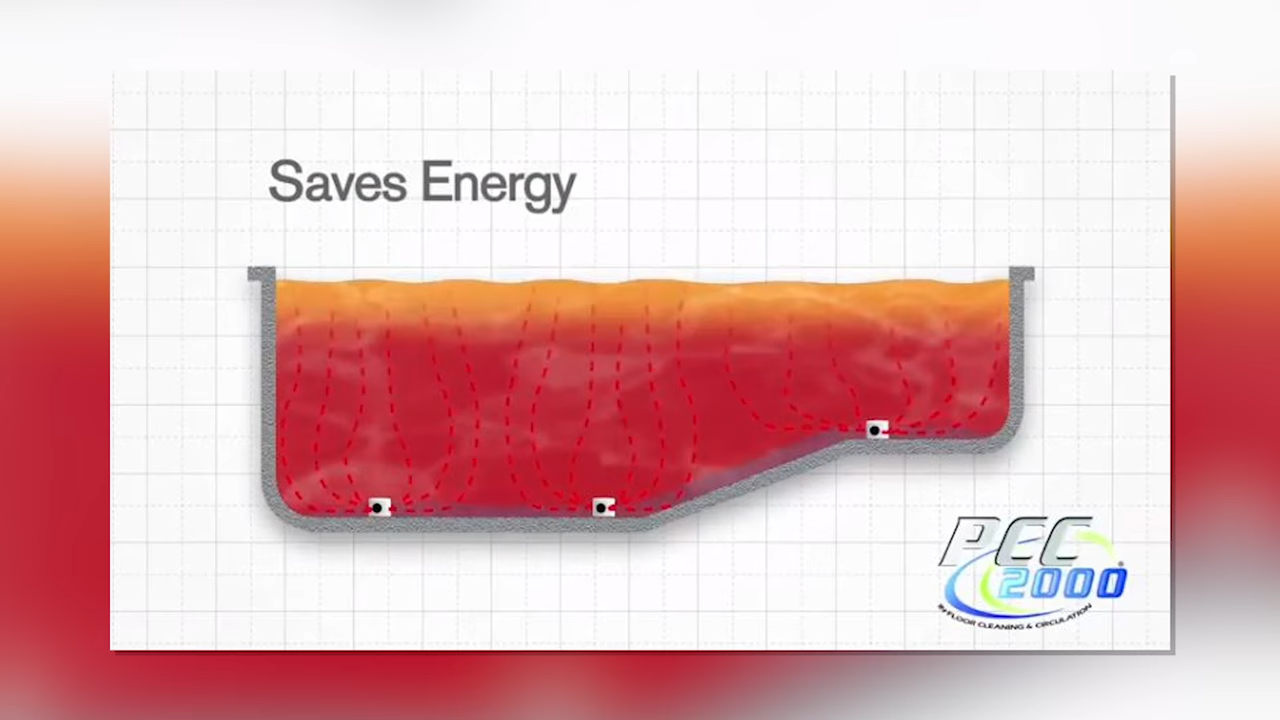 Saves Energy
PCC
2000®
IN-FLOOR CLEANING & CIRCULATION